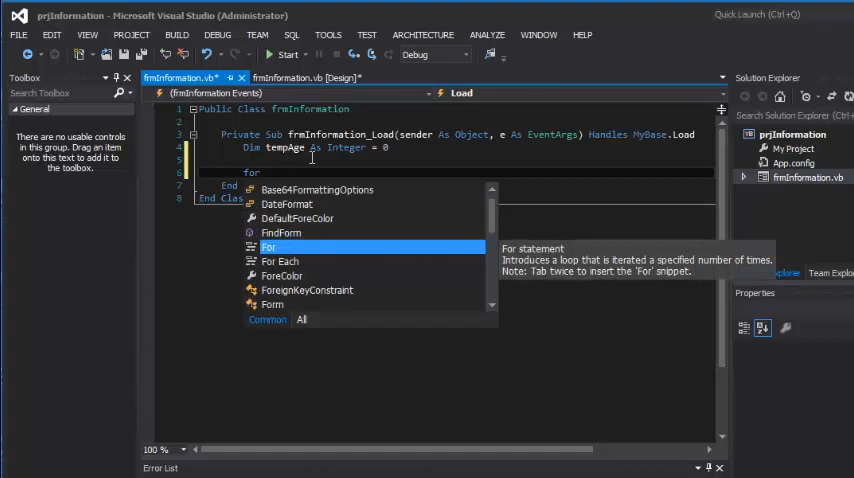 prjInformation - Microsoft Visual Studio (Administrator)
Quick Launch (Ctrl+Q)
FILE EDIT VIEW PROJECT BUILD DEBUG TEAM SQL TOOLS TEST ARCHITECTURE ANALYZE WINDOW HELP
Start Debug
Toolbox
Search Toolbox
General
There are no usable controls
in this group. Drag an item
onto this text to add it to
the toolbox.
frmInformation.vb*
frmInformation.vb [Design]*
(frmInformation Events)
Load
1 Public Class frmInformation
2
3 Private Sub frmInformation_Load(sender As Object, e As EventArgs) Handles MyBase.Load
4 Dim tempAge As Integer = 0
5
6 for
7 End
8 End Clas
Base64FormattingOptions
DateFormat
DefaultForeColor
FindForm
For
For Each
ForeColor
ForeignKeyConstraint
Form
Common All
For statement
Introduces a loop that is iterated a specified number of times.
Note: Tab twice to insert the 'For' snippet.
100 %
Error List
Solution Explorer
Search Solution Explorer
prjInformation
My Project
App.config
frmInformation.vb
xplorer
Team Explor
Properties